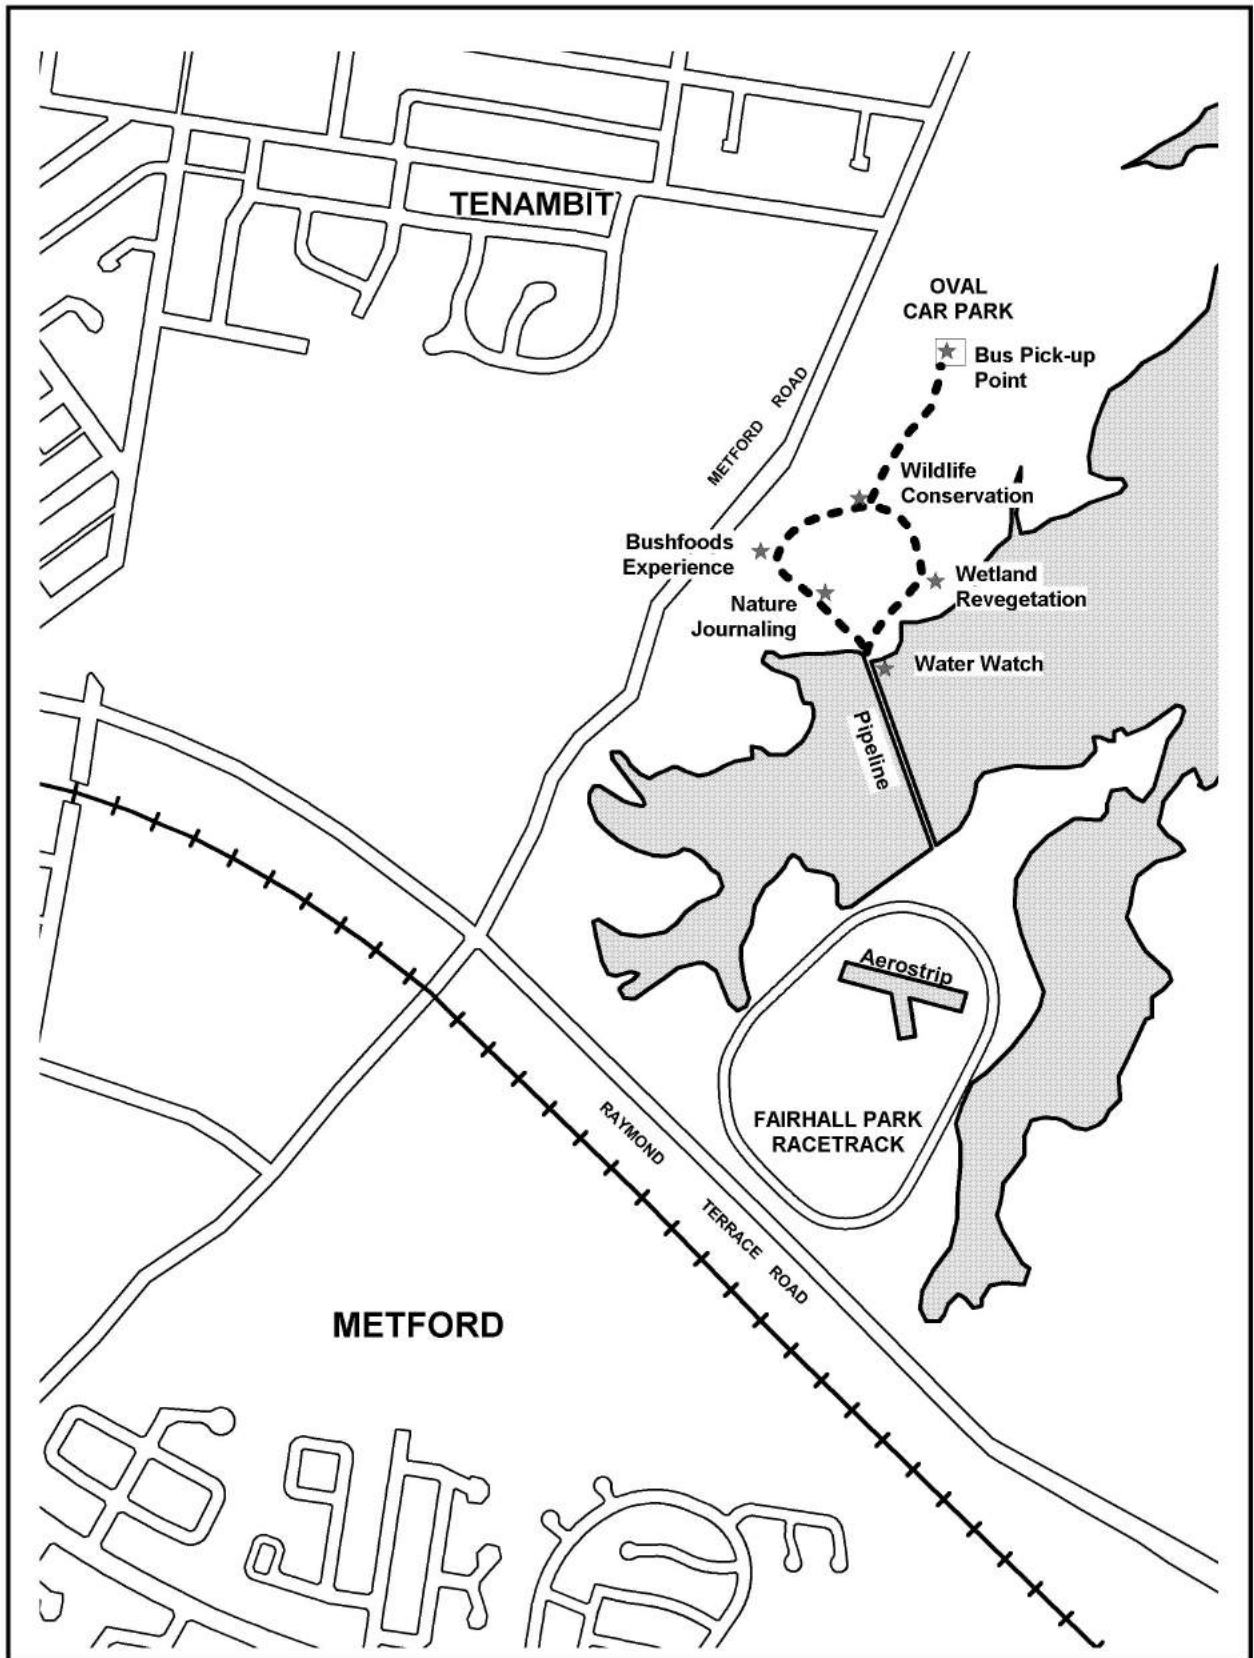 TENAMBIT
OVAL
CAR PARK
Bus Pick-up
Point
METFORD ROAD
Wildlife
Conservation
Bushfoods
Experience
Wetland
Revegetation
Nature
Journaling
Water Watch
Pipeline
Aerostrip
FAIRHALL PARK
RACETRACK
RAYMOND TERRACE ROAD
METFORD